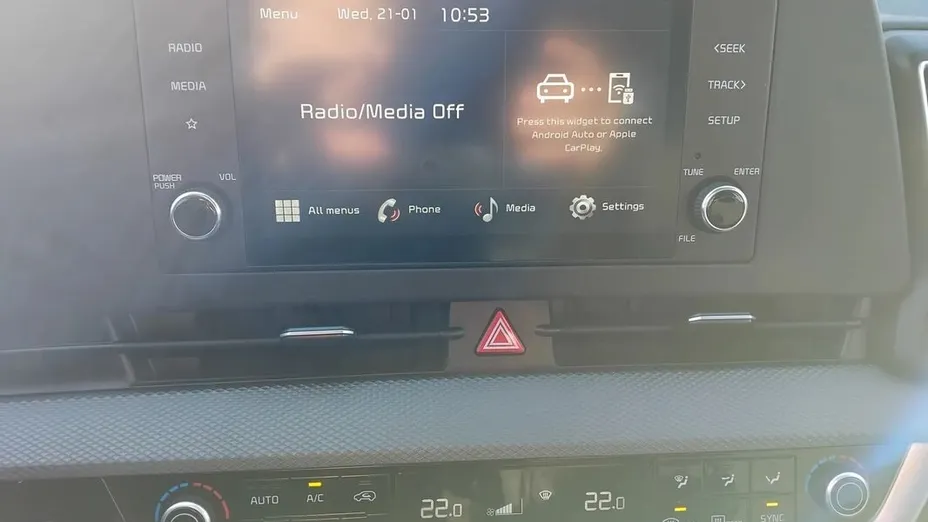 Menu Wed, 21-01 10:53
RADIO
MEDIA
POWER
PUSH
VOL
Radio/Media Off
Press this widget to connect
Android Auto or Apple
CarPlay.
All menus Phone Media Settings
<SEEK
TRACK>
SETUP
TUNE ENTER
FILE
AUTO A/C 22.0 22.0
SYNC